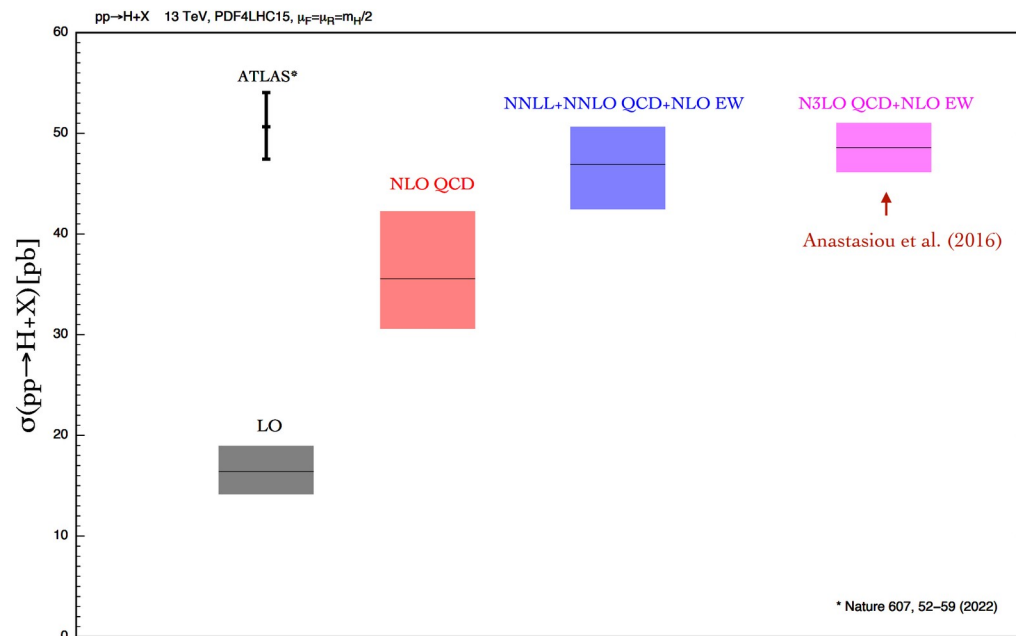 pp→H+X 13 TeV, PDF4LHC15, μF=μR=mH/2
60
ATLAS*
NNLL+NNLO QCD+NLO EW
N3LO QCD+NLO EW
50
NLO QCD
40
Anastasiou et al. (2016)
σ(pp→H+X)[pb]
30
LO
20
10
* Nature 607, 52–59 (2022)
0